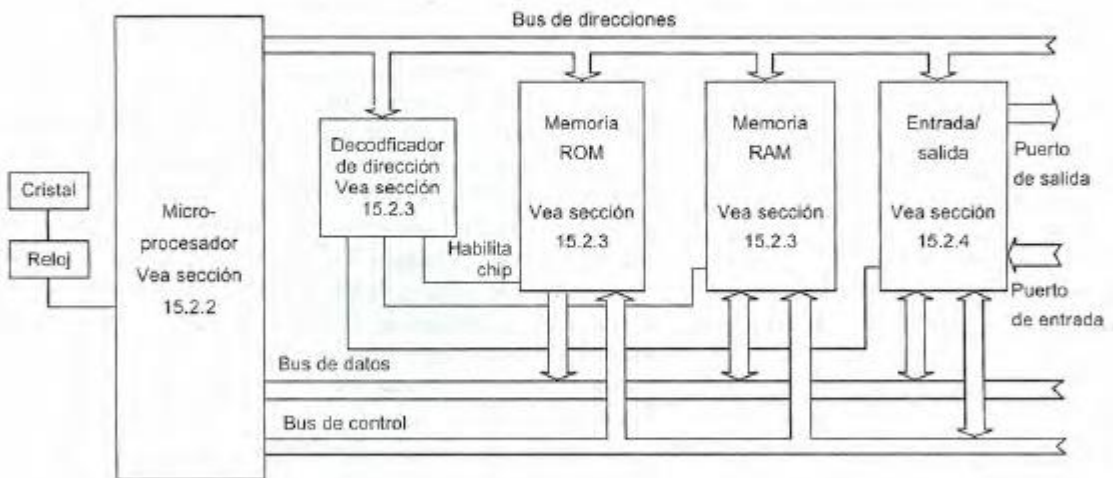 Bus de direcciones
Cristal
Reloj
Micro-
procesador
Vea sección
15.2.2
Decodficador
de dirección
Vea sección
15.2.3
Habilita
chip
Memoria
ROM
Vea sección
15.2.3
Memoria
RAM
Vea sección
15.2.3
Entrada/
salida
Vea sección
15.2.4
Puerto
de salida
Puerto
de entrada
Bus de datos
Bus de control